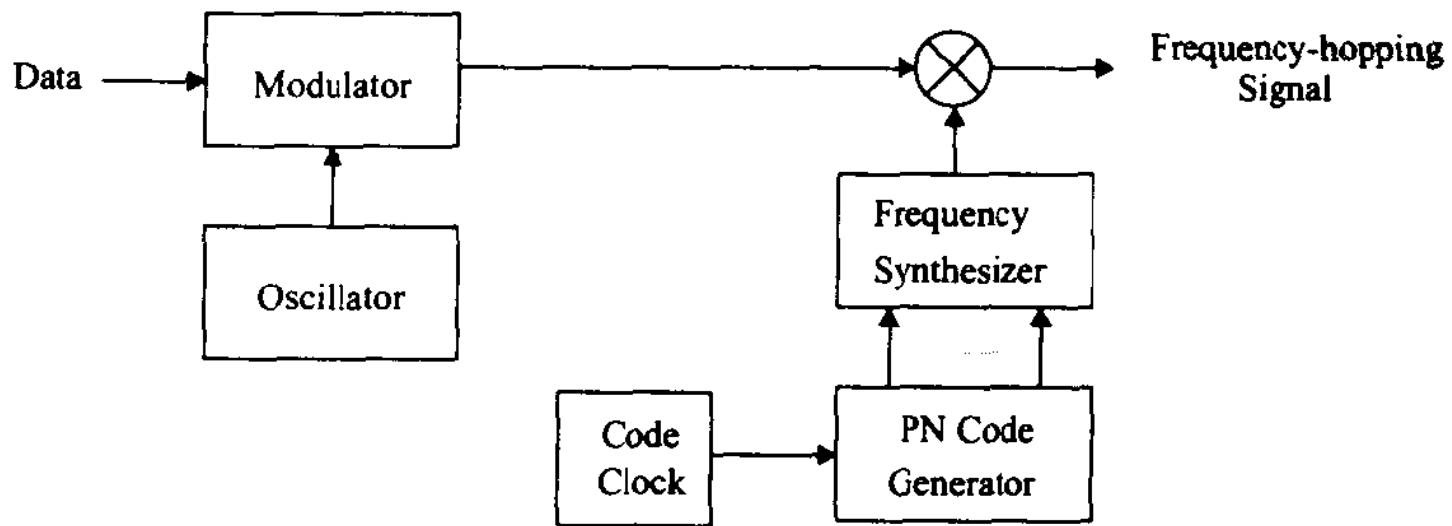 Data
Modulator
Frequency-hopping
Signal
Oscillator
Frequency
Synthesizer
Code
Clock
PN Code
Generator